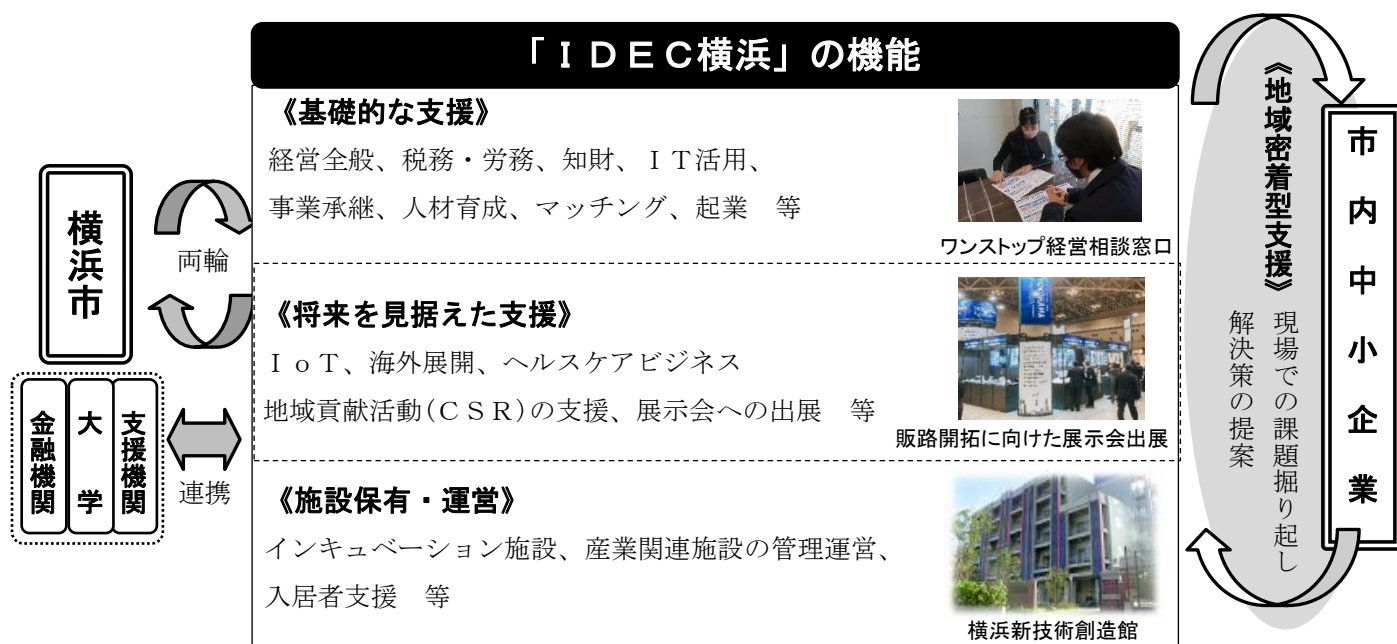 「ＩＤＥＣ横浜」の機能
《基礎的な支援》
経営全般、税務・労務、知財、ＩＴ活用、
事業承継、人材育成、マッチング、起業　等
ワンストップ経営相談窓口
《将来を見据えた支援》
ＩｏＴ、海外展開、ヘルスケアビジネス
地域貢献活動（ＣＳＲ）の支援、展示会への出展　等
販路開拓に向けた展示会出展
《施設保有・運営》
インキュベーション施設、産業関連施設の管理運営、
入居者支援　等
横浜新技術創造館
横浜市
両輪
支援機関
大学
金融機関
連携
《地域密着型支援》
現場での課題掘り起し
解決策の提案
市内中小企業